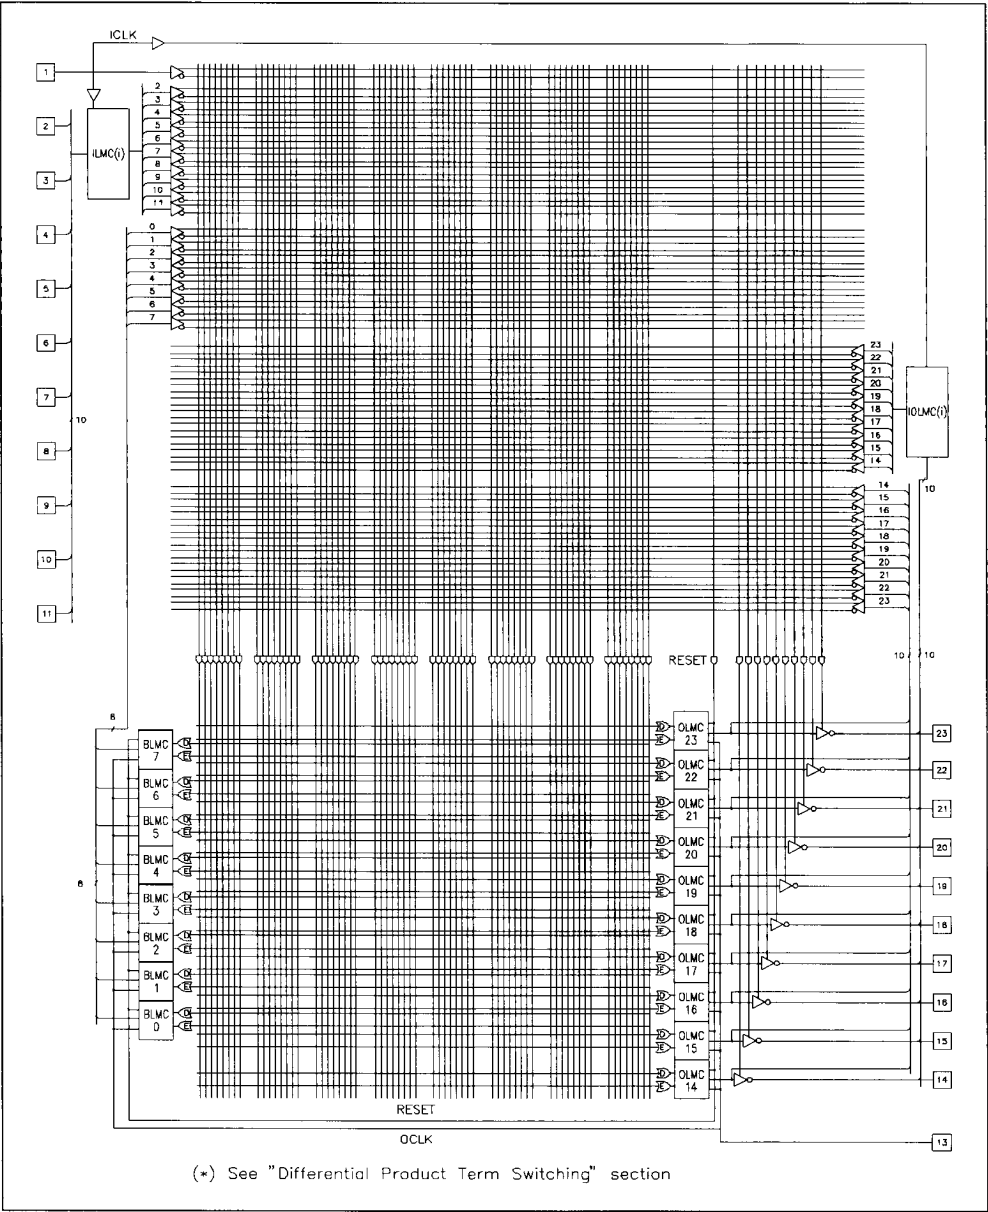 ICLK
1
2
3
4
5
6
7
8
9
10
11
ILMC(i)
2
3
4
5
6
7
8
9
10
11
0
1
2
3
4
5
6
7
10
23
22
21
20
19
18
17
16
15
14
IOLMC(i)
10
14
15
16
17
18
19
20
21
22
23
RESET
10
10
8
8
BLMC
7
D
E
BLMC
6
D
E
BLMC
5
D
E
BLMC
4
D
E
BLMC
3
D
E
BLMC
2
D
E
BLMC
1
D
E
BLMC
0
D
E
D
E
OLMC
23
23
D
E
OLMC
22
22
D
E
OLMC
21
21
D
E
OLMC
20
20
D
E
OLMC
19
19
D
E
OLMC
18
18
D
E
OLMC
17
17
D
E
OLMC
16
16
D
E
OLMC
15
15
D
E
OLMC
14
14
RESET
OCLK
13
(*) See "Differential Product Term Switching" section